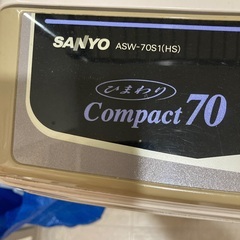 SANYO ASW-70S1(HS)
ひまわり
Compact 70